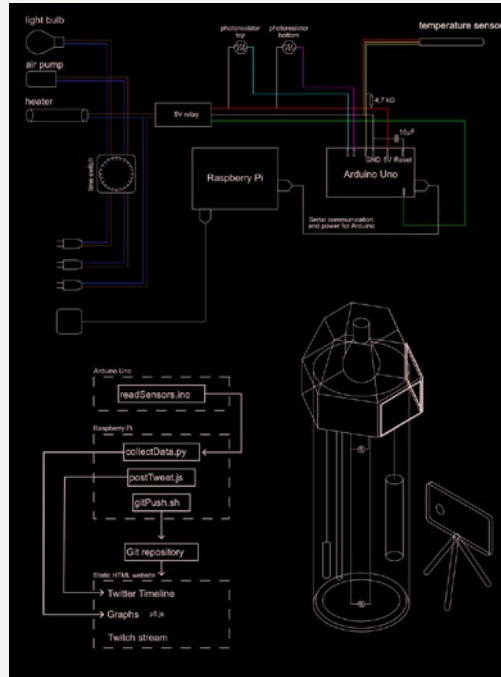 light bulb
air pump
heater
time switch
5V relay
photoresistor
top
photoresistor
bottom
temperature sensor
4,7 kΩ
10µF
GND 5V Reset
Arduino Uno
Raspberry Pi
Serial communication
and power for Arduino
Arduino Uno
readSensors.ino
Raspberry Pi
collectData.py
postTweet.js
gitPush.sh
Git repository
Static HTML website
Twitter Timeline
Graphs p5.js
Twitch stream